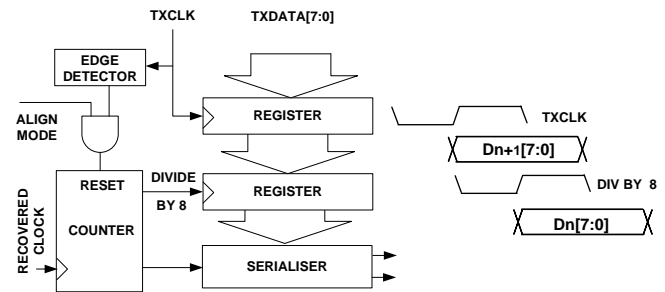 TXCLK
TXDATA[7:0]
EDGE
DETECTOR
ALIGN
MODE
REGISTER
TXCLK
Dn+1[7:0]
RESET
COUNTER
DIVIDE
BY 8
REGISTER
DIV BY 8
Dn[7:0]
RECOVERED
CLOCK
SERIALISER